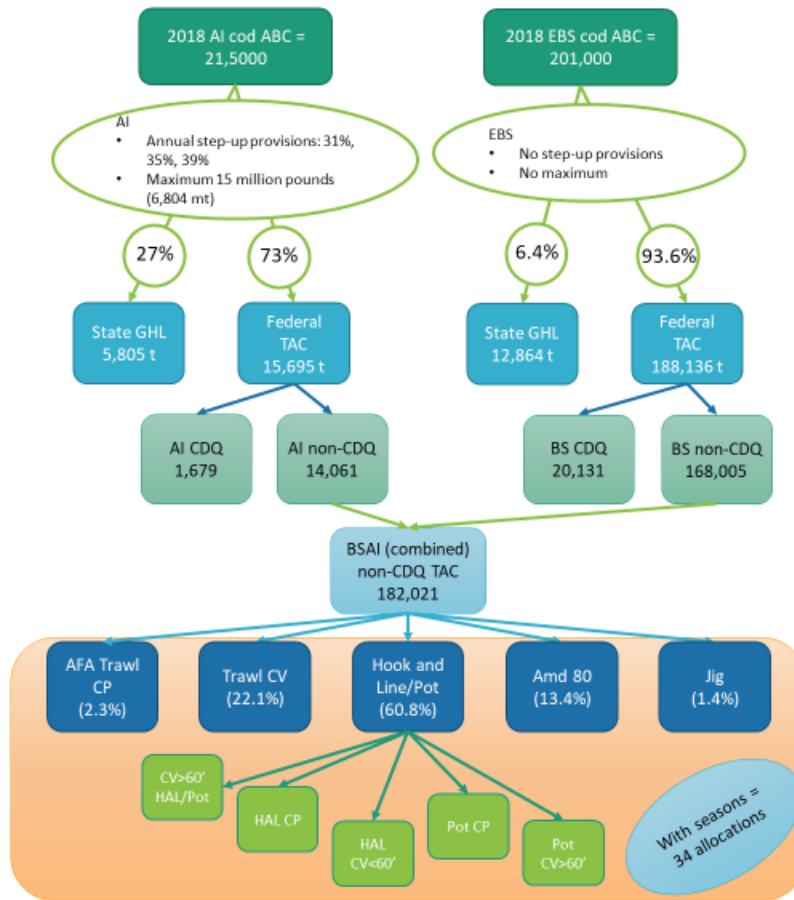 2018 AI cod ABC =
21,5000
2018 EBS cod ABC =
201,000
AI
• Annual step-up provisions: 31%,
35%, 39%
• Maximum 15 million pounds
(6,804 mt)
EBS
• No step-up provisions
• No maximum
27%
73%
6.4%
93.6%
State GHL
5,805 t
Federal
TAC
15,695 t
State GHL
12,864 t
Federal
TAC
188,136 t
AI CDQ
1,679
AI non-CDQ
14,061
BS CDQ
20,131
BS non-CDQ
168,005
BSAI (combined)
non-CDQ TAC
182,021
AFA Trawl
CP
(2.3%)
Trawl CV
(22.1%)
Hook and
Line/Pot
(60.8%)
Amd 80
(13.4%)
Jig
(1.4%)
CV>60'
HAL/Pot
HAL CP
HAL
CV<60'
Pot CP
Pot
CV>60'
With seasons =
34 allocations